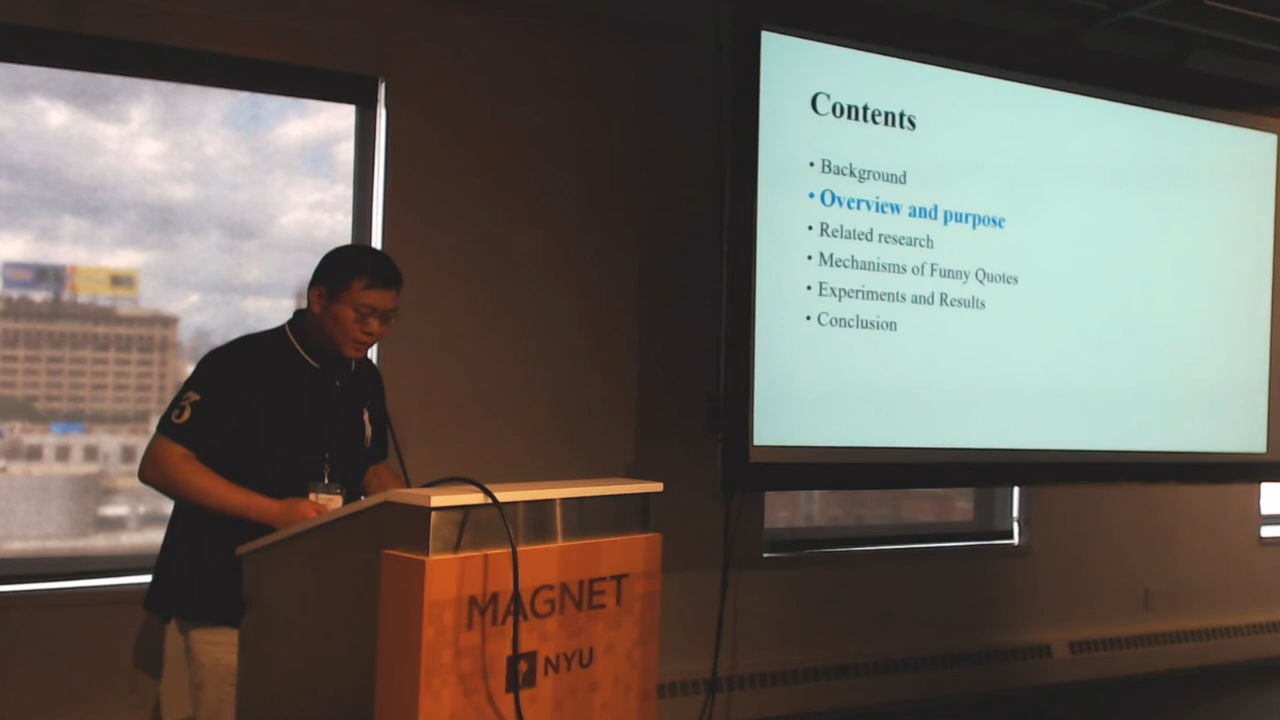 Contents
• Background
• Overview and purpose
• Related research
• Mechanisms of Funny Quotes
• Experiments and Results
• Conclusion
3
MAGNET
NYU